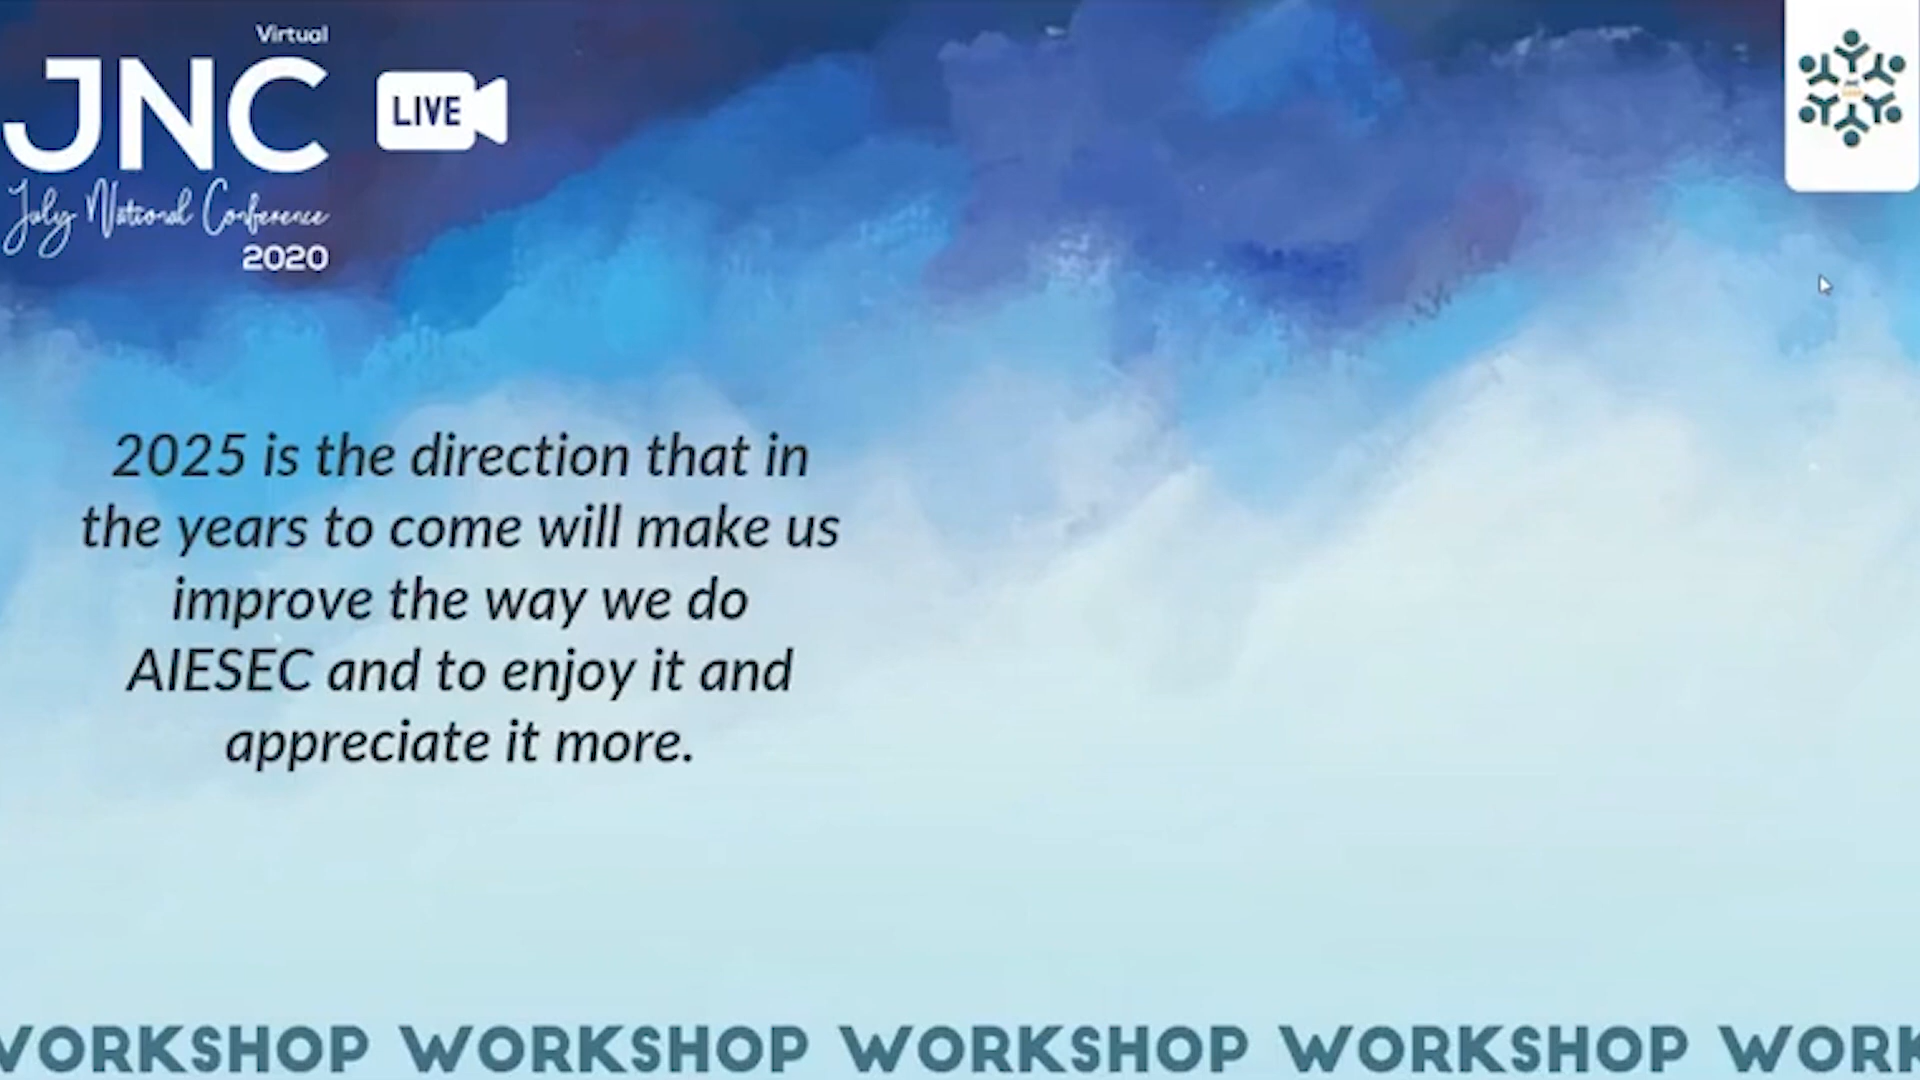 Virtual
JNC
LIVE
July National Conference
2020
2025 is the direction that in
the years to come will make us
improve the way we do
AIESEC and to enjoy it and
appreciate it more.
WORKSHOP WORKSHOP WORKSHOP WORKSHOP WORK